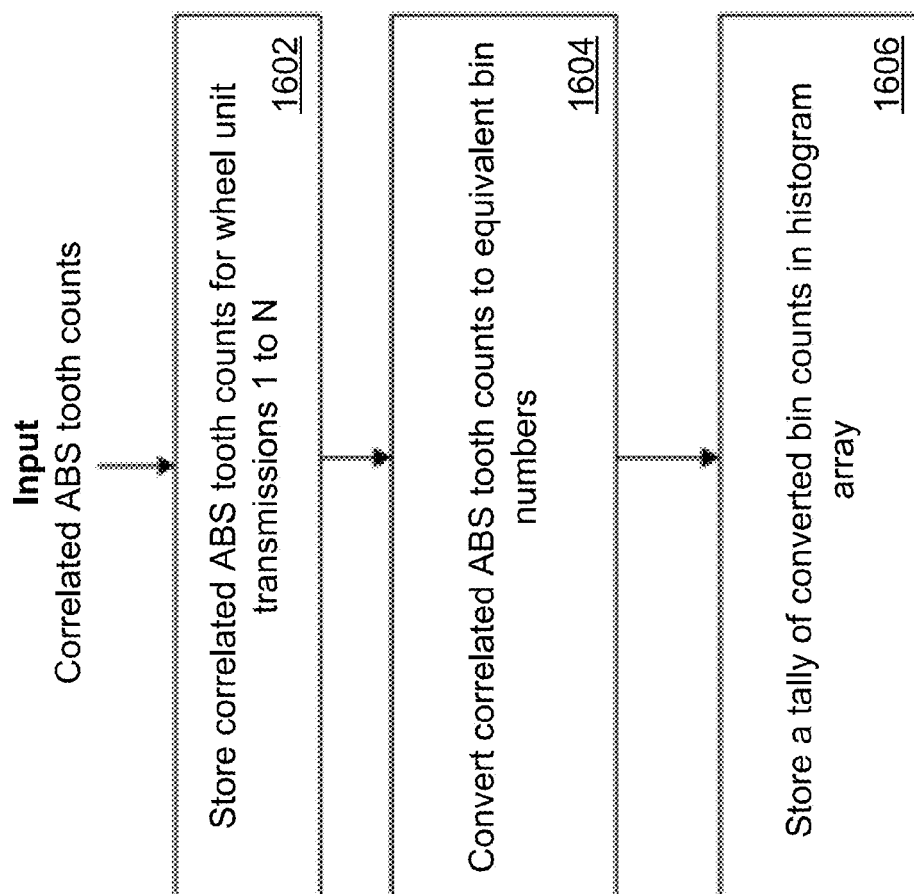 Input
Correlated ABS tooth counts
Store correlated ABS tooth counts for wheel unit
transmissions 1 to N
1602
Convert correlated ABS tooth counts to equivalent bin
numbers
1604
Store a tally of converted bin counts in histogram
array
1606